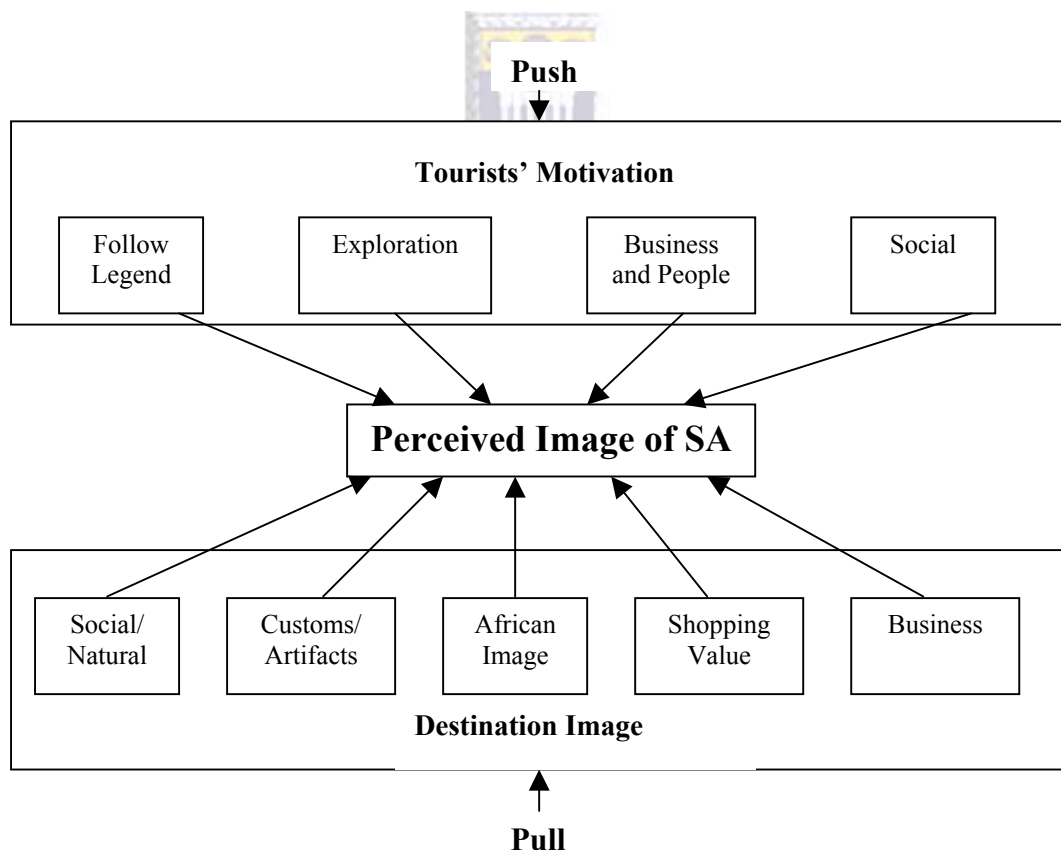 Push
Tourists’ Motivation
Follow
Legend
Exploration
Business
and People
Social
Perceived Image of SA
Social/
Natural
Customs/
Artifacts
African
Image
Shopping
Value
Business
Destination Image
Pull